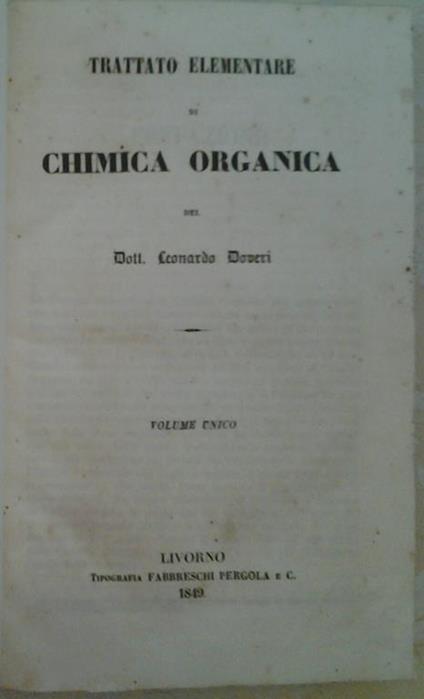 TRATTATO ELEMENTARE
DI
CHIMICA ORGANICA
DEL
Dott. Leonardo Doveri
VOLUME UNICO
LIVORNO
TIPOGRAFIA FABBRESCHI PERGOLA E C.
1849